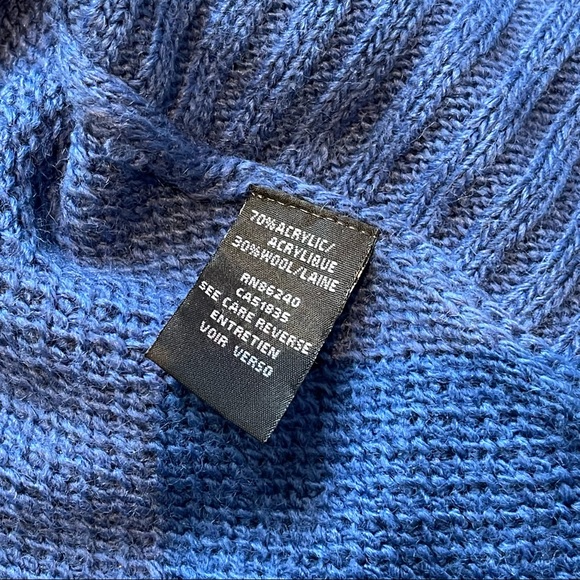 70%ACRYLIC/
ACRYLIQUE
30%WOOL/LAINE
RN86240
CA51835
SEE CARE REVERSE
ENTRETIEN
VOIR VERSO